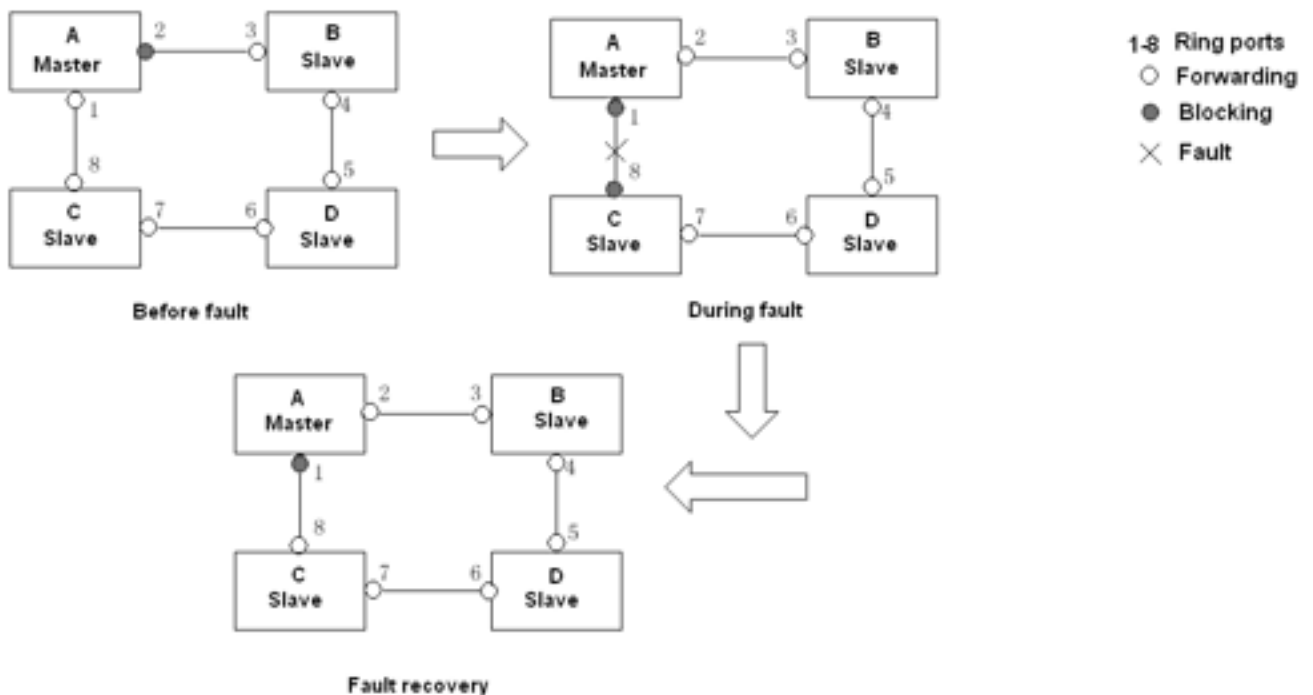 A
Master
2
3
B
Slave
1
4
8
5
C
Slave
7
6
D
Slave
Before fault
A
Master
2
3
B
Slave
1
4
8
5
C
Slave
7
6
D
Slave
During fault
1-8 Ring ports
Forwarding
Blocking
Fault
A
Master
2
3
B
Slave
1
4
8
5
C
Slave
7
6
D
Slave
Fault recovery